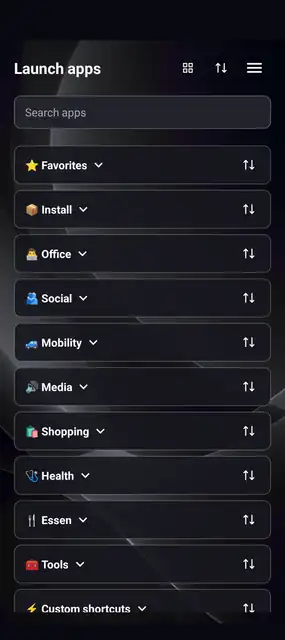 Launch apps
Search apps
⭐ Favorites
📦 Install
🧑‍💻 Office
🫂 Social
🚙 Mobility
🔊 Media
🛍️ Shopping
🩺 Health
🍴 Essen
🧰 Tools
⚡ Custom shortcuts